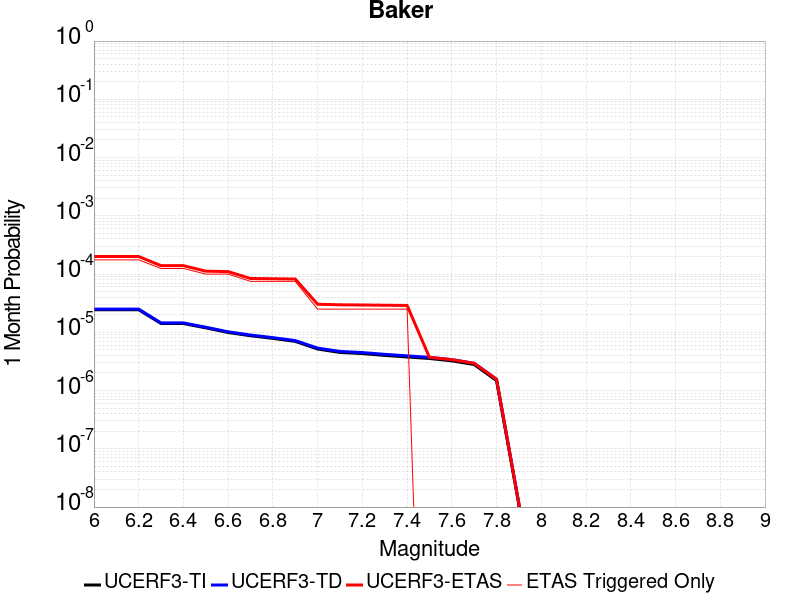 Baker
10^0
10^-1
10^-2
10^-3
10^-4
10^-5
10^-6
10^-7
10^-8
1 Month Probability
6 6.2 6.4 6.6 6.8 7 7.2 7.4 7.6 7.8 8 8.2 8.4 8.6 8.8 9
Magnitude
UCERF3-TI UCERF3-TD UCERF3-ETAS ETAS Triggered Only